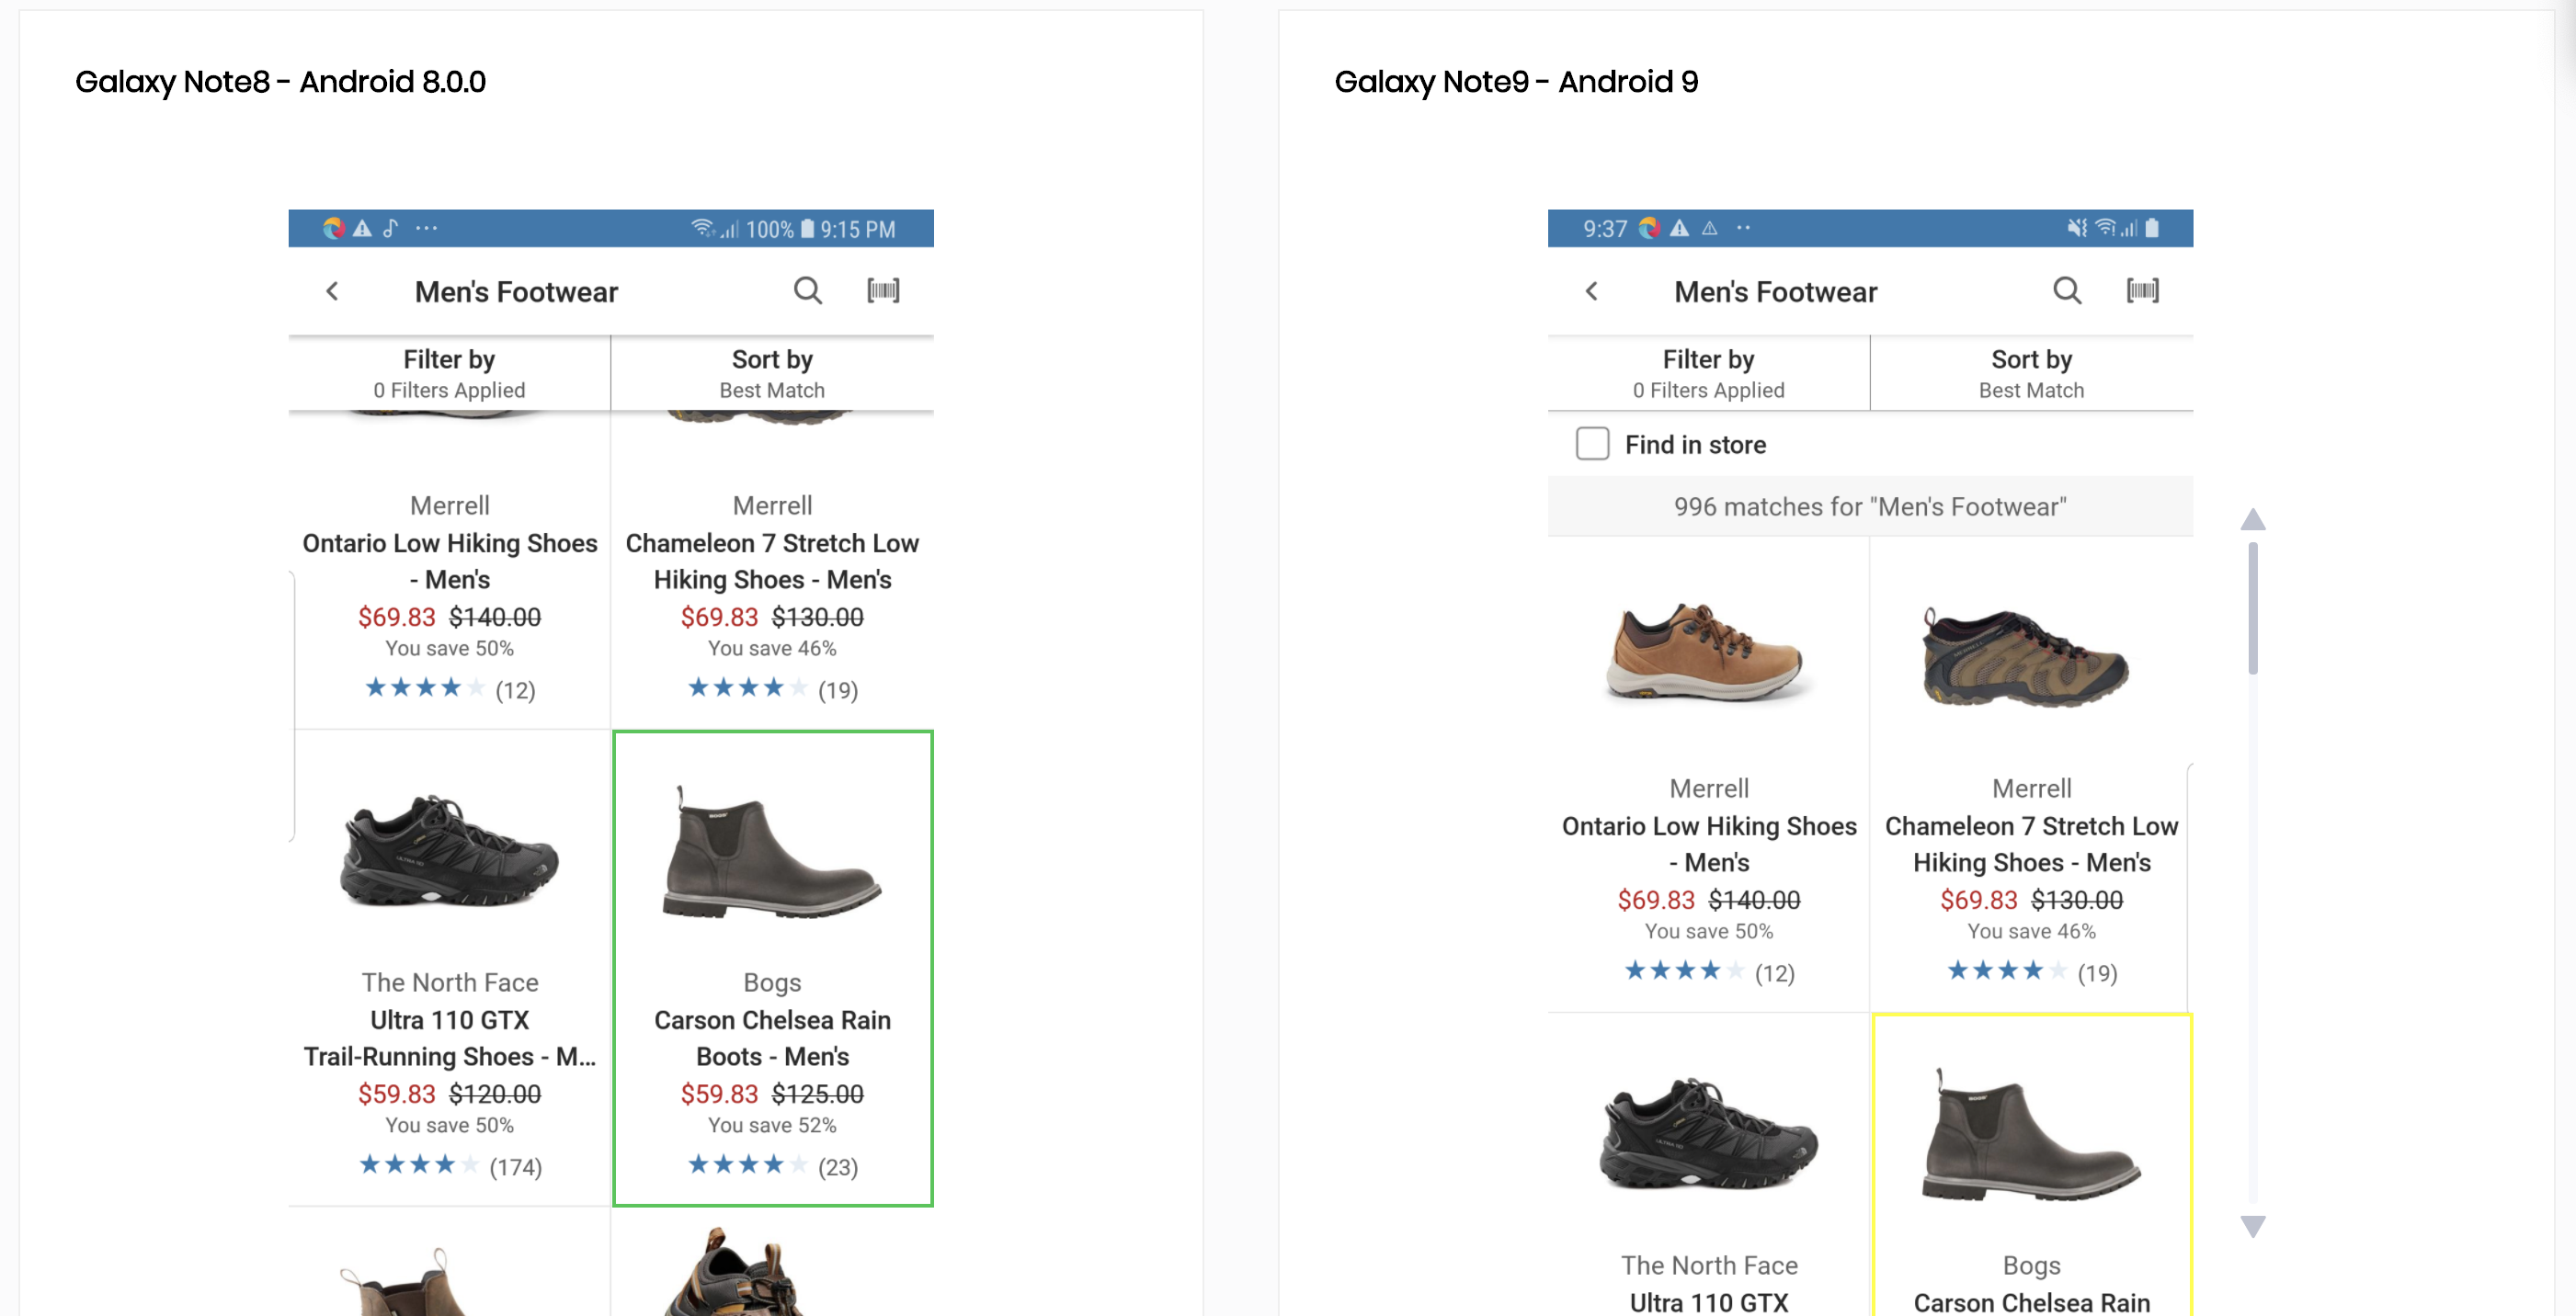 Galaxy Note8 - Android 8.0.0
100% 9:15 PM
Men's Footwear
Filter by
0 Filters Applied
Sort by
Best Match
Merrell
Ontario Low Hiking Shoes
- Men's
$69.83 $140.00
You save 50%
(12)
Merrell
Chameleon 7 Stretch Low
Hiking Shoes - Men's
$69.83 $130.00
You save 46%
(19)
The North Face
Ultra 110 GTX
Trail-Running Shoes - M...
$59.83 $120.00
You save 50%
(174)
BOGS
Bogs
Carson Chelsea Rain
Boots - Men's
$59.83 $125.00
You save 52%
(23)
Galaxy Note9 - Android 9
9:37
Men's Footwear
Filter by
0 Filters Applied
Sort by
Best Match
Find in store
996 matches for "Men's Footwear"
Merrell
Ontario Low Hiking Shoes
- Men's
$69.83 $140.00
You save 50%
(12)
Merrell
Chameleon 7 Stretch Low
Hiking Shoes - Men's
$69.83 $130.00
You save 46%
(19)
The North Face
Ultra 110 GTX
BOGS
Bogs
Carson Chelsea Rain